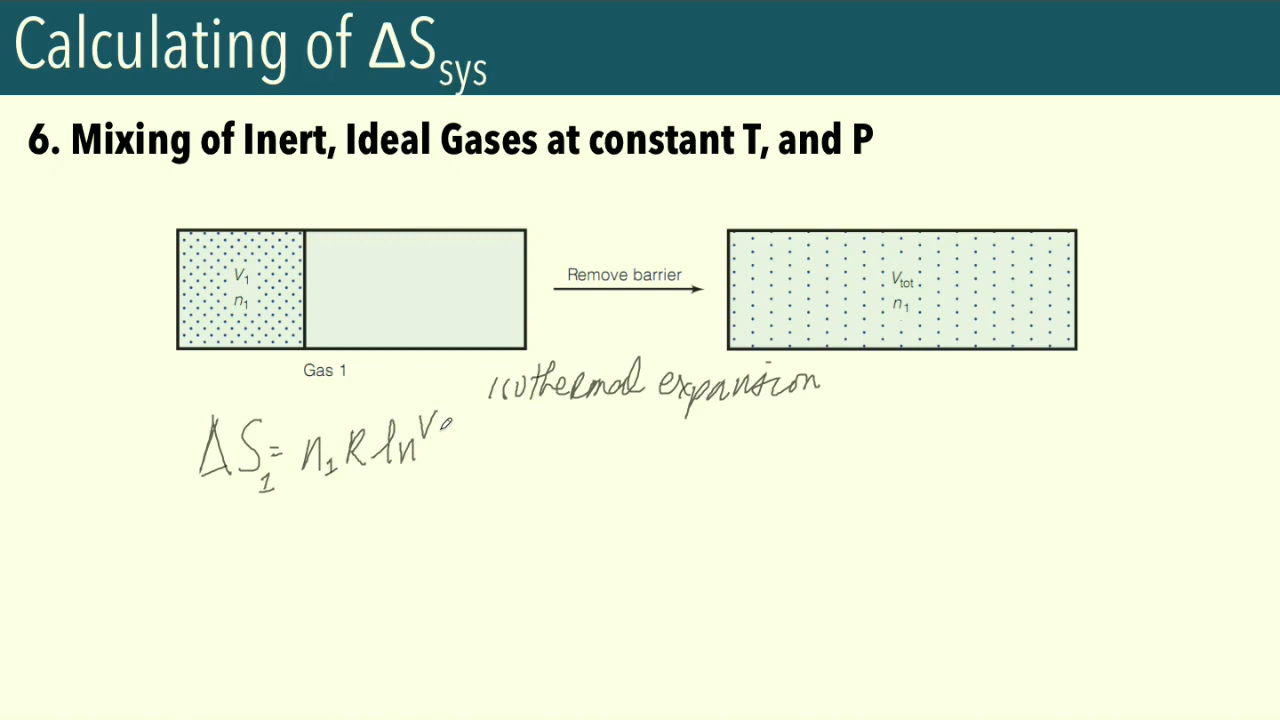 Calculating of ΔSsys
6. Mixing of Inert, Ideal Gases at constant T, and P
V1
n1
Remove barrier
Vtot
n1
Gas 1
isothermal expansion
ΔS1 = n1 R ln V